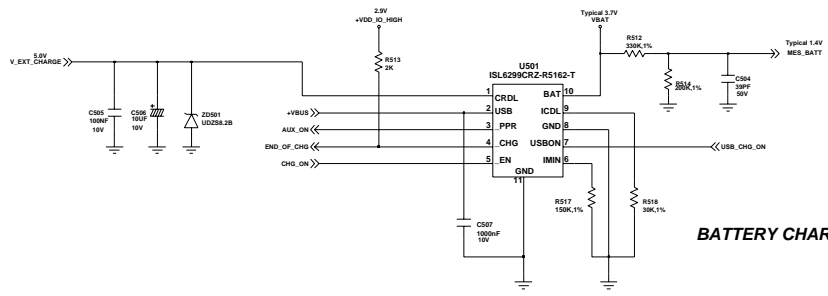 2.9V
+VDD_IO_HIGH
Typical 3.7V
VBAT
5.0V
V_EXT_CHARGE
R513
2K
R512
330K,1%
Typical 1.4V
MES_BATT
U501
ISL6299CRZ-R5162-T
R514
200K,1%
C504
39PF
50V
C505
100NF
10V
C506
10UF
10V
ZD501
UDZS8.2B
1 CRDL BAT 10
+VBUS 2 USB ICDL 9
AUX_ON 3 _PPR GND 8
END_OF_CHG 4 _CHG USBON 7 USB_CHG_ON
CHG_ON 5 _EN IMIN 6
GND
11
R517
150K,1%
R518
30K,1%
C507
1000nF
10V
BATTERY CHAR